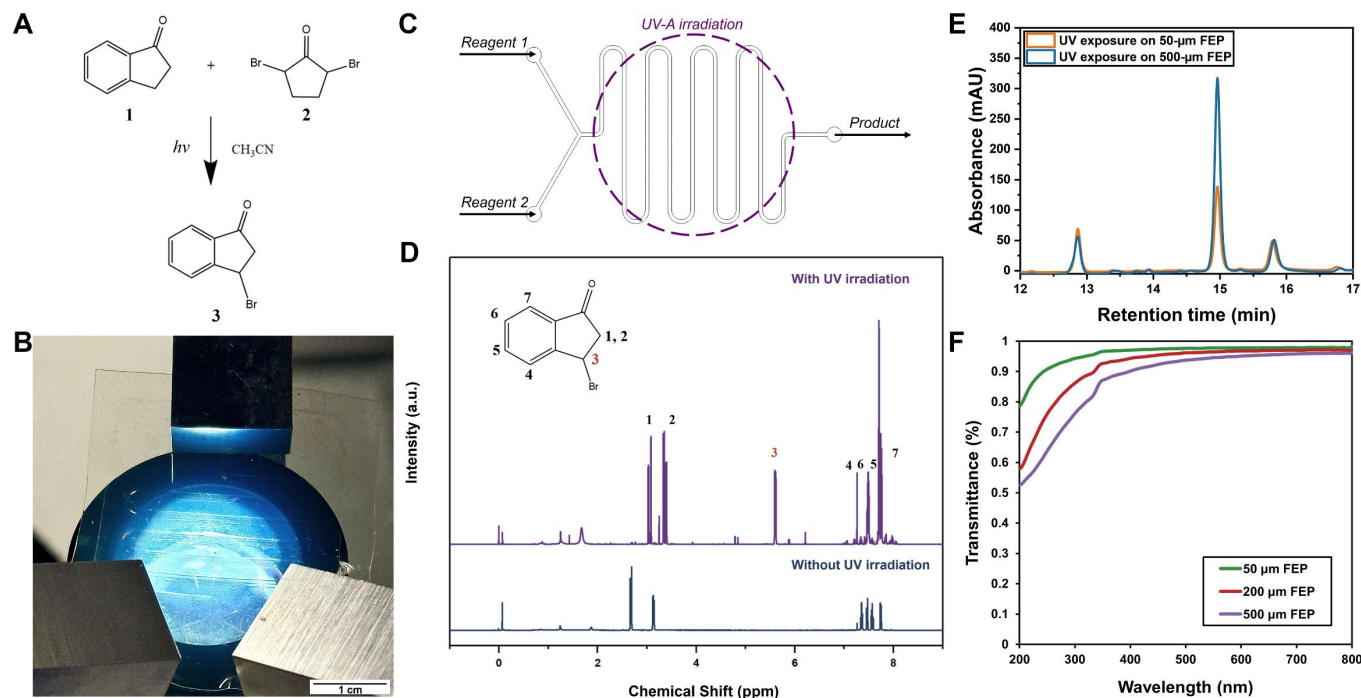 A
O
1
+
O
Br
Br
2
hv
CH₃CN
O
Br
3
B
1 cm
C
UV-A irradiation
Reagent 1
Reagent 2
Product
D
Intensity (a.u.)
With UV irradiation
O
7
6
5
4
1, 2
3
Br
1 2 3 4 6 5 7
Without UV irradiation
0 2 4 6 8
Chemical Shift (ppm)
E
UV exposure on 50-μm FEP
UV exposure on 500-μm FEP
Absorbance (mAU)
400
350
300
250
200
150
100
50
0
12 13 14 15 16 17
Retention time (min)
F
Transmittance (%)
1
0.9
0.8
0.7
0.6
0.5
0.4
0.3
0.2
0.1
0
50 μm FEP
200 μm FEP
500 μm FEP
200 300 400 500 600 700 800
Wavelength (nm)